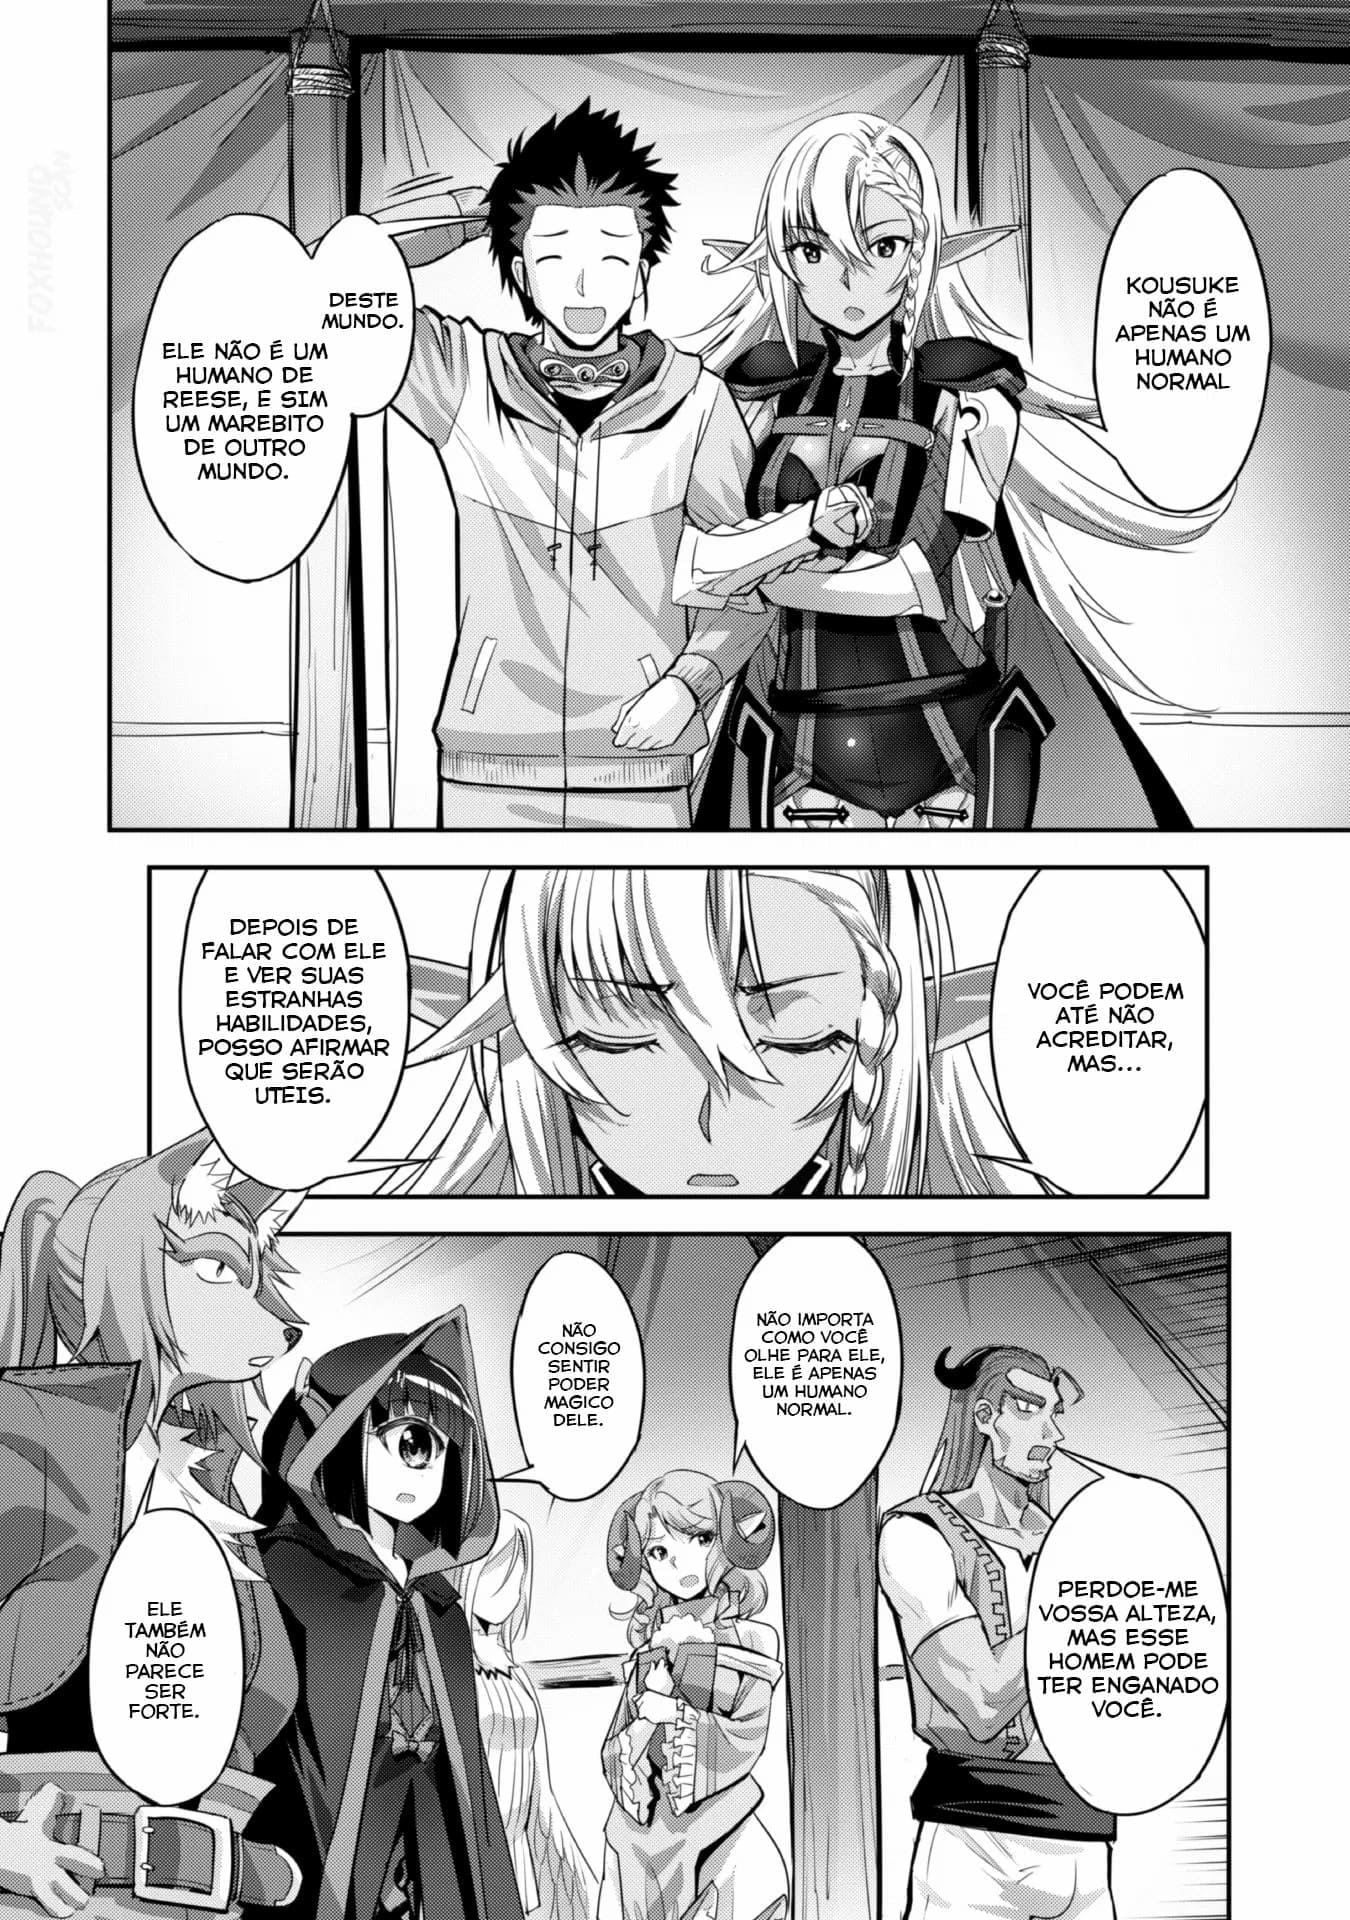 FOXHOUND
SCAN
KOUSUKE
NÃO É
APENAS UM
HUMANO
NORMAL
DESTE
MUNDO.
ELE NÃO É UM
HUMANO DE
REESE, E SIM
UM MAREBITO
DE OUTRO
MUNDO.
VOCÊ PODEM
ATÉ NÃO
ACREDITAR,
MAS...
DEPOIS DE
FALAR COM ELE
E VER SUAS
ESTRANHAS
HABILIDADES,
POSSO AFIRMAR
QUE SERÃO
UTEIS.
PERDOE-ME
VOSSA ALTEZA,
MAS ESSE
HOMEM PODE
TER ENGANADO
VOCÊ.
NÃO IMPORTA
COMO VOCÊ
OLHE PARA ELE,
ELE É APENAS
UM HUMANO
NORMAL.
NÃO
CONSIGO
SENTIR
PODER
MAGICO
DELE.
ELE
TAMBÉM
NÃO
PARECE
SER
FORTE.